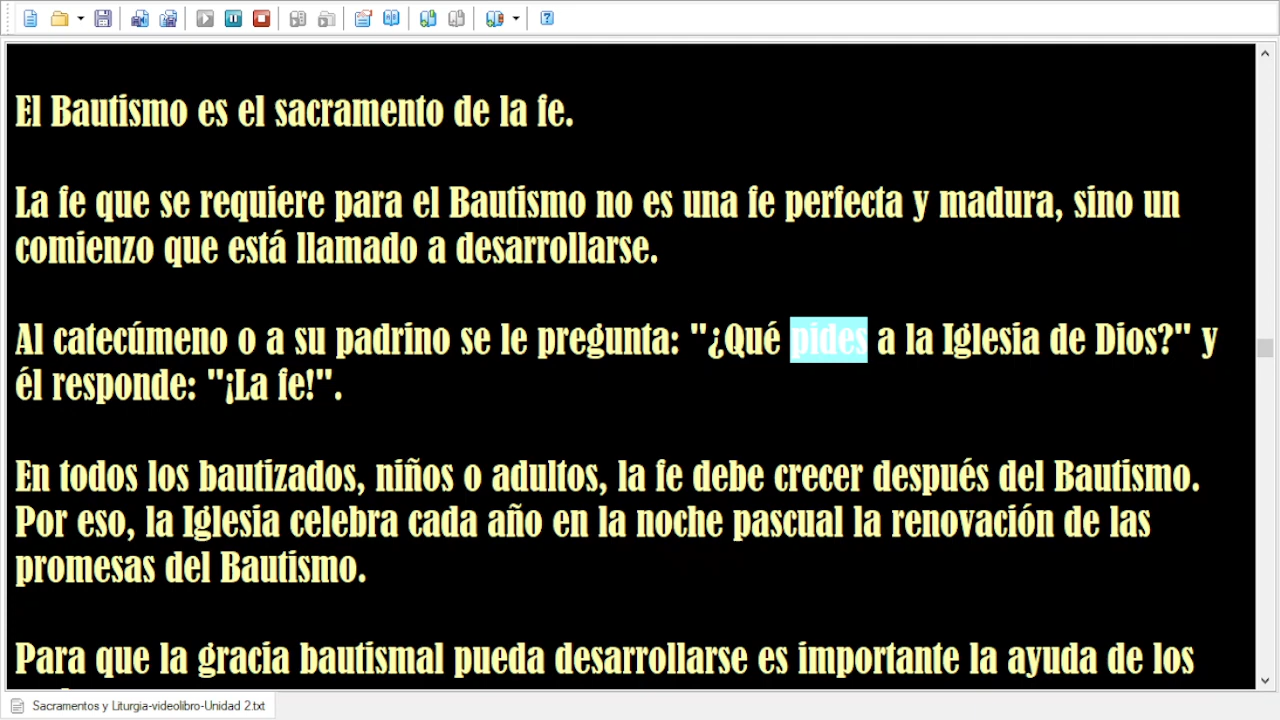 El Bautismo es el sacramento de la fe.
La fe que se requiere para el Bautismo no es una fe perfecta y madura, sino un
comienzo que está llamado a desarrollarse.
Al catecúmeno o a su padrino se le pregunta: "¿Qué pides a la Iglesia de Dios?" y
él responde: "¡La fe!".
En todos los bautizados, niños o adultos, la fe debe crecer después del Bautismo.
Por eso, la Iglesia celebra cada año en la noche pascual la renovación de las
promesas del Bautismo.
Para que la gracia bautismal pueda desarrollarse es importante la ayuda de los
Sacramentos y Liturgia-videolibro-Unidad 2.txt